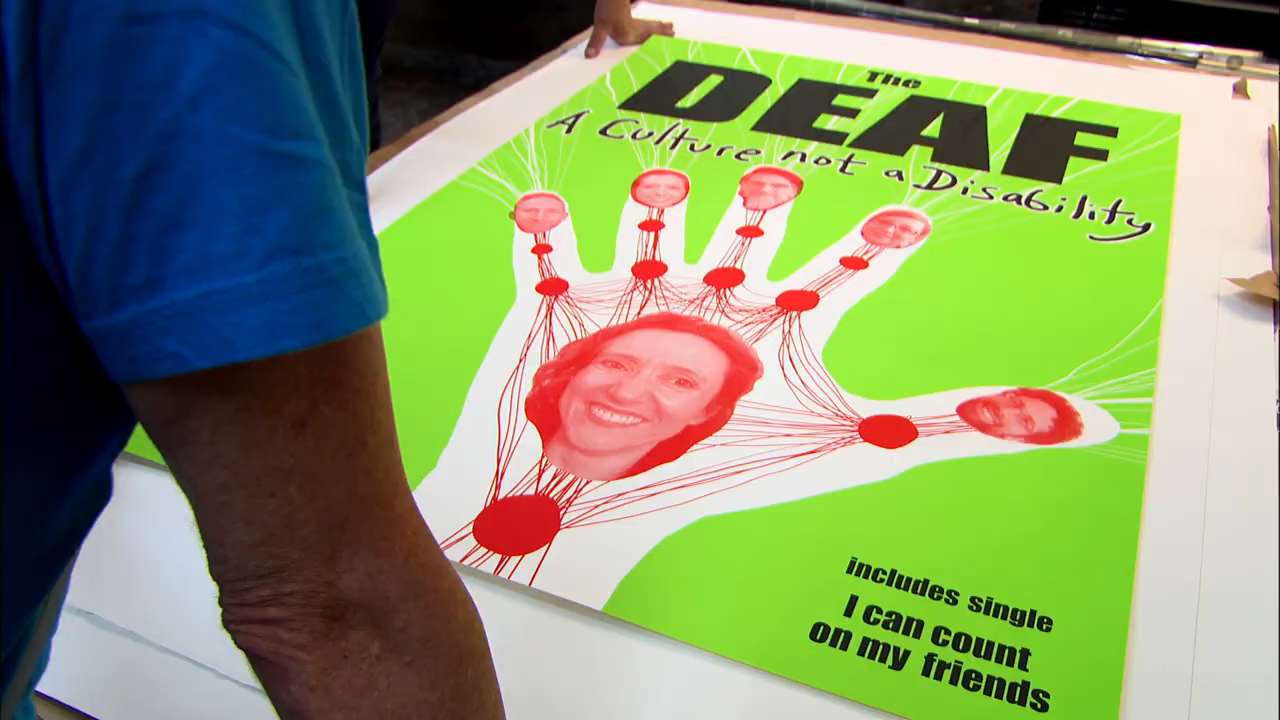 The
DEAF
A Culture not a Disability
includes single
I can count
on my friends